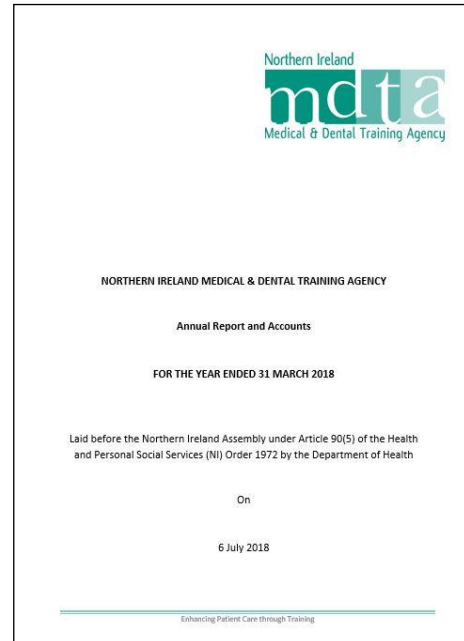 Northern Ireland
mdta
Medical & Dental Training Agency
NORTHERN IRELAND MEDICAL & DENTAL TRAINING AGENCY
Annual Report and Accounts
FOR THE YEAR ENDED 31 MARCH 2018
Laid before the Northern Ireland Assembly under Article 90(5) of the Health
and Personal Social Services (NI) Order 1972 by the Department of Health
On
6 July 2018
Enhancing Patient Care through Training